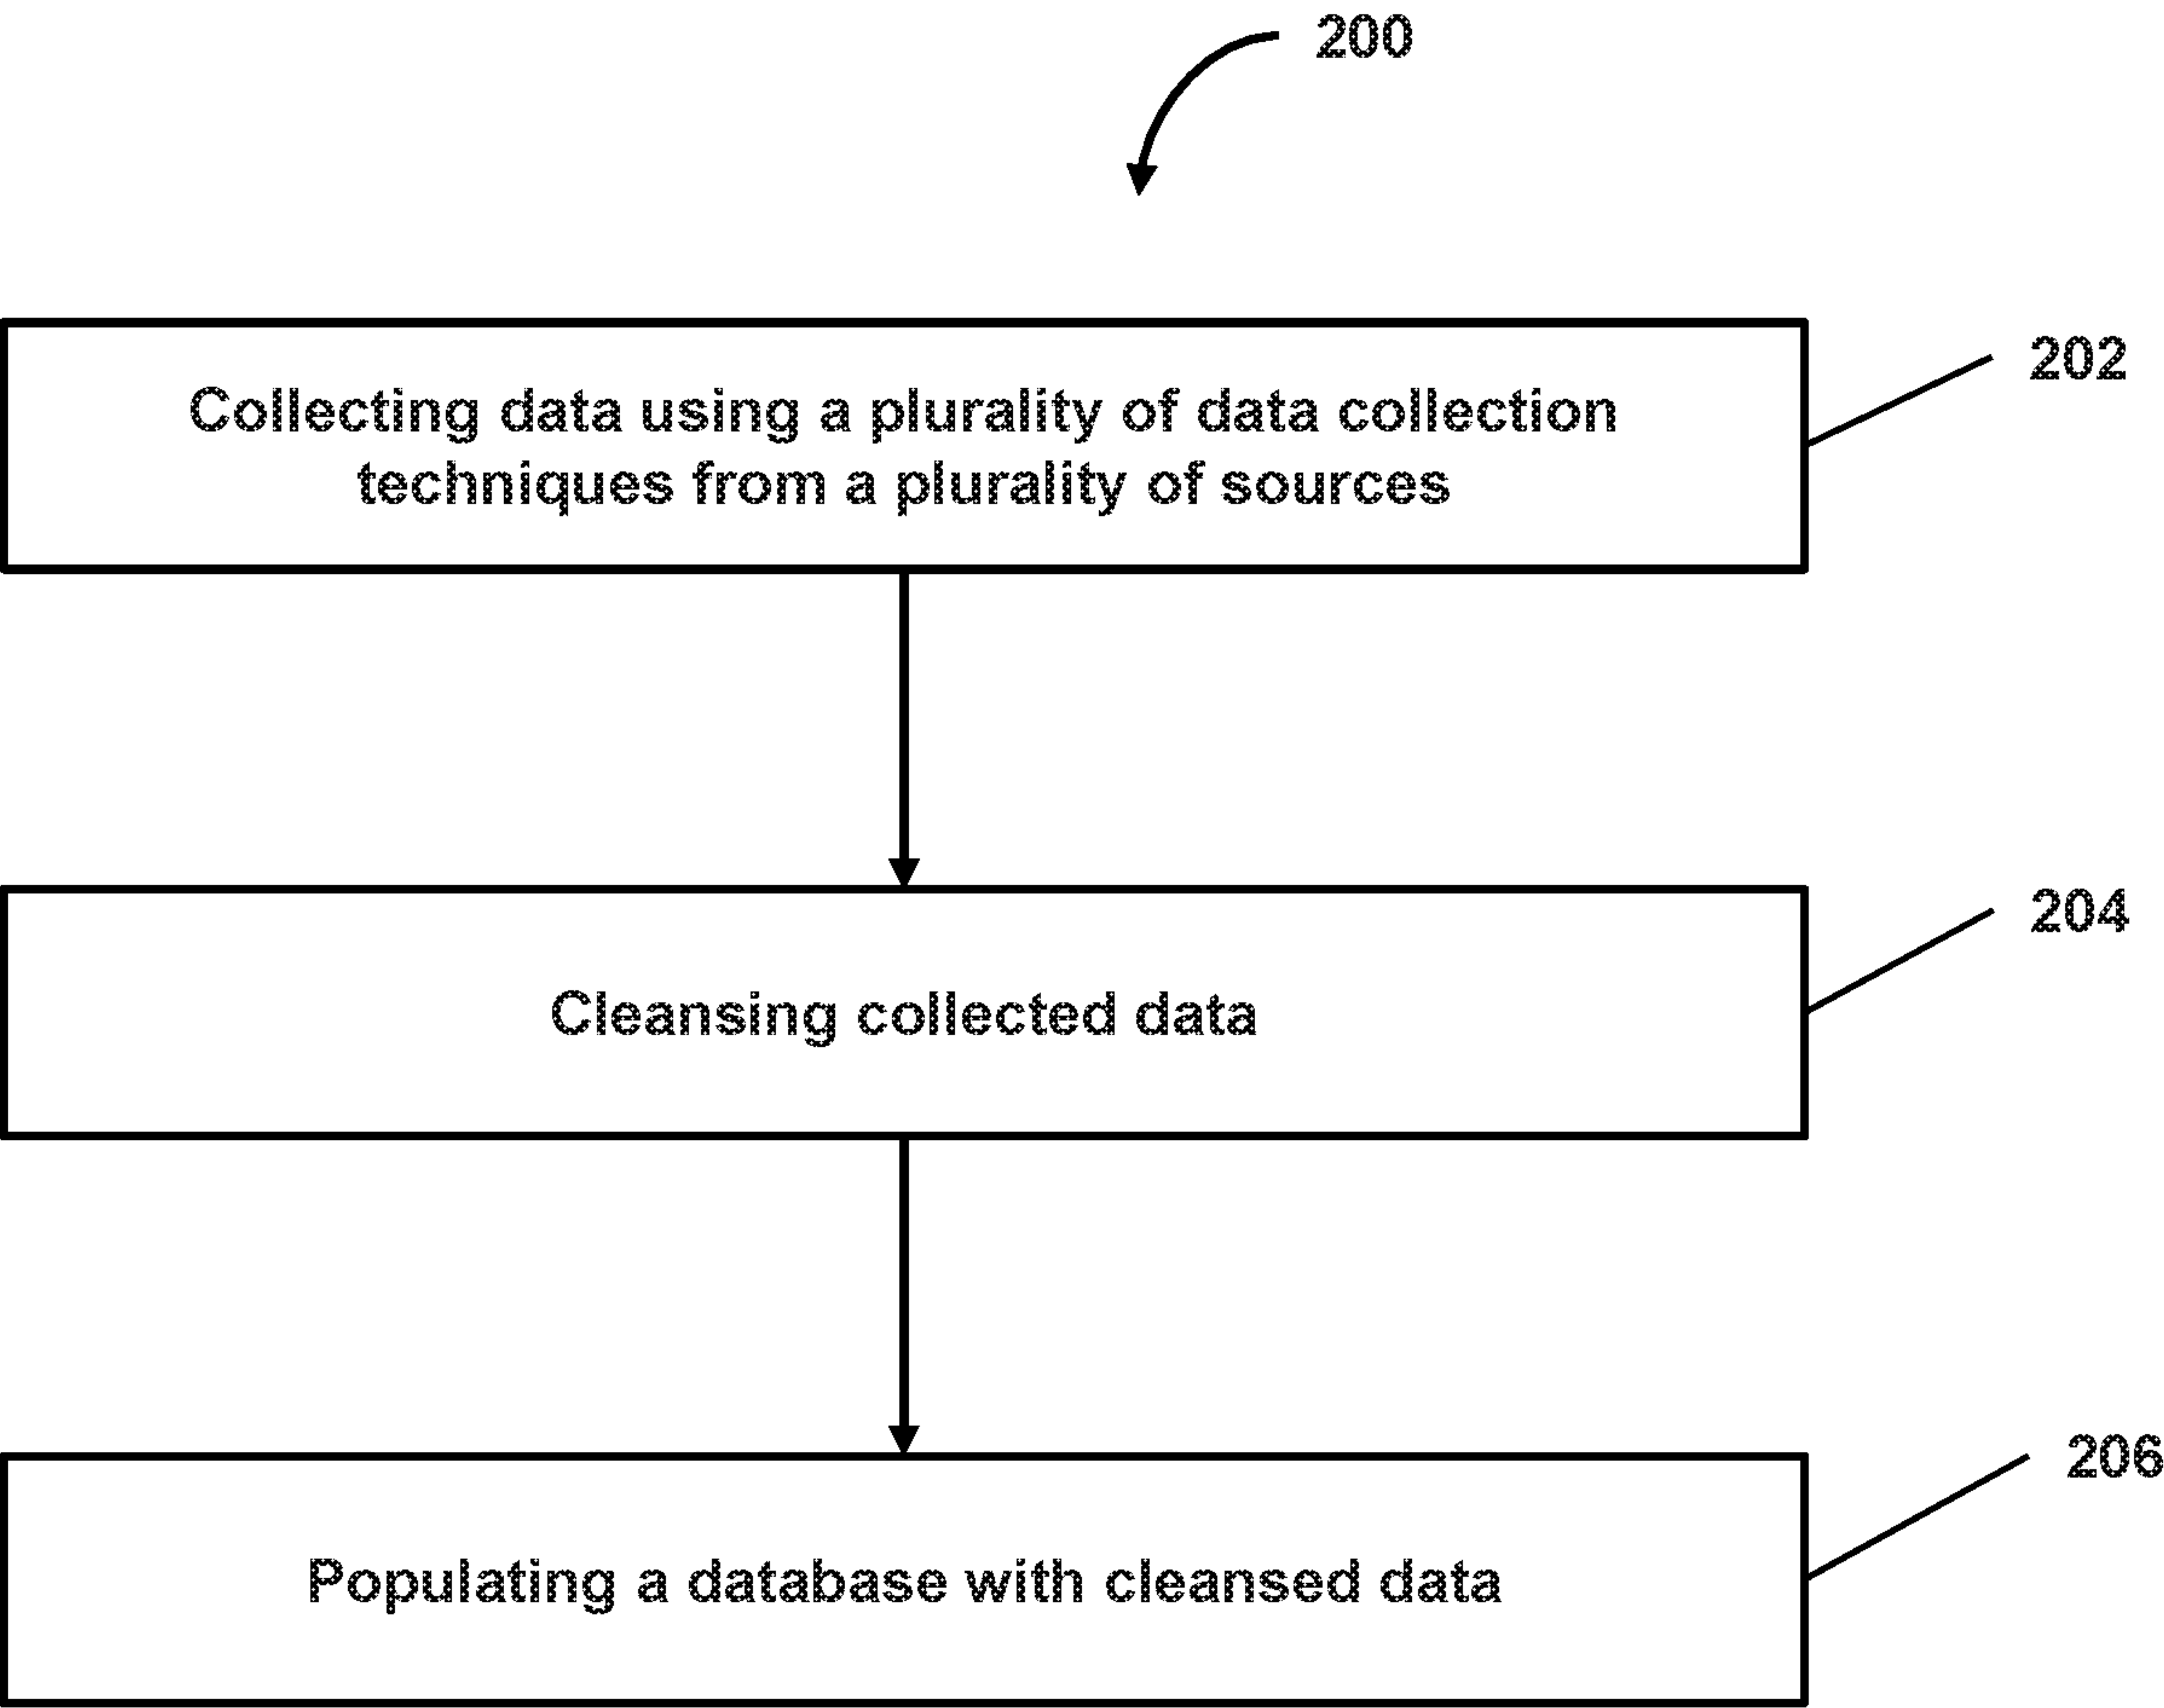 200
Collecting data using a plurality of data collection
techniques from a plurality of sources
202
Cleansing collected data
204
Populating a database with cleansed data
206